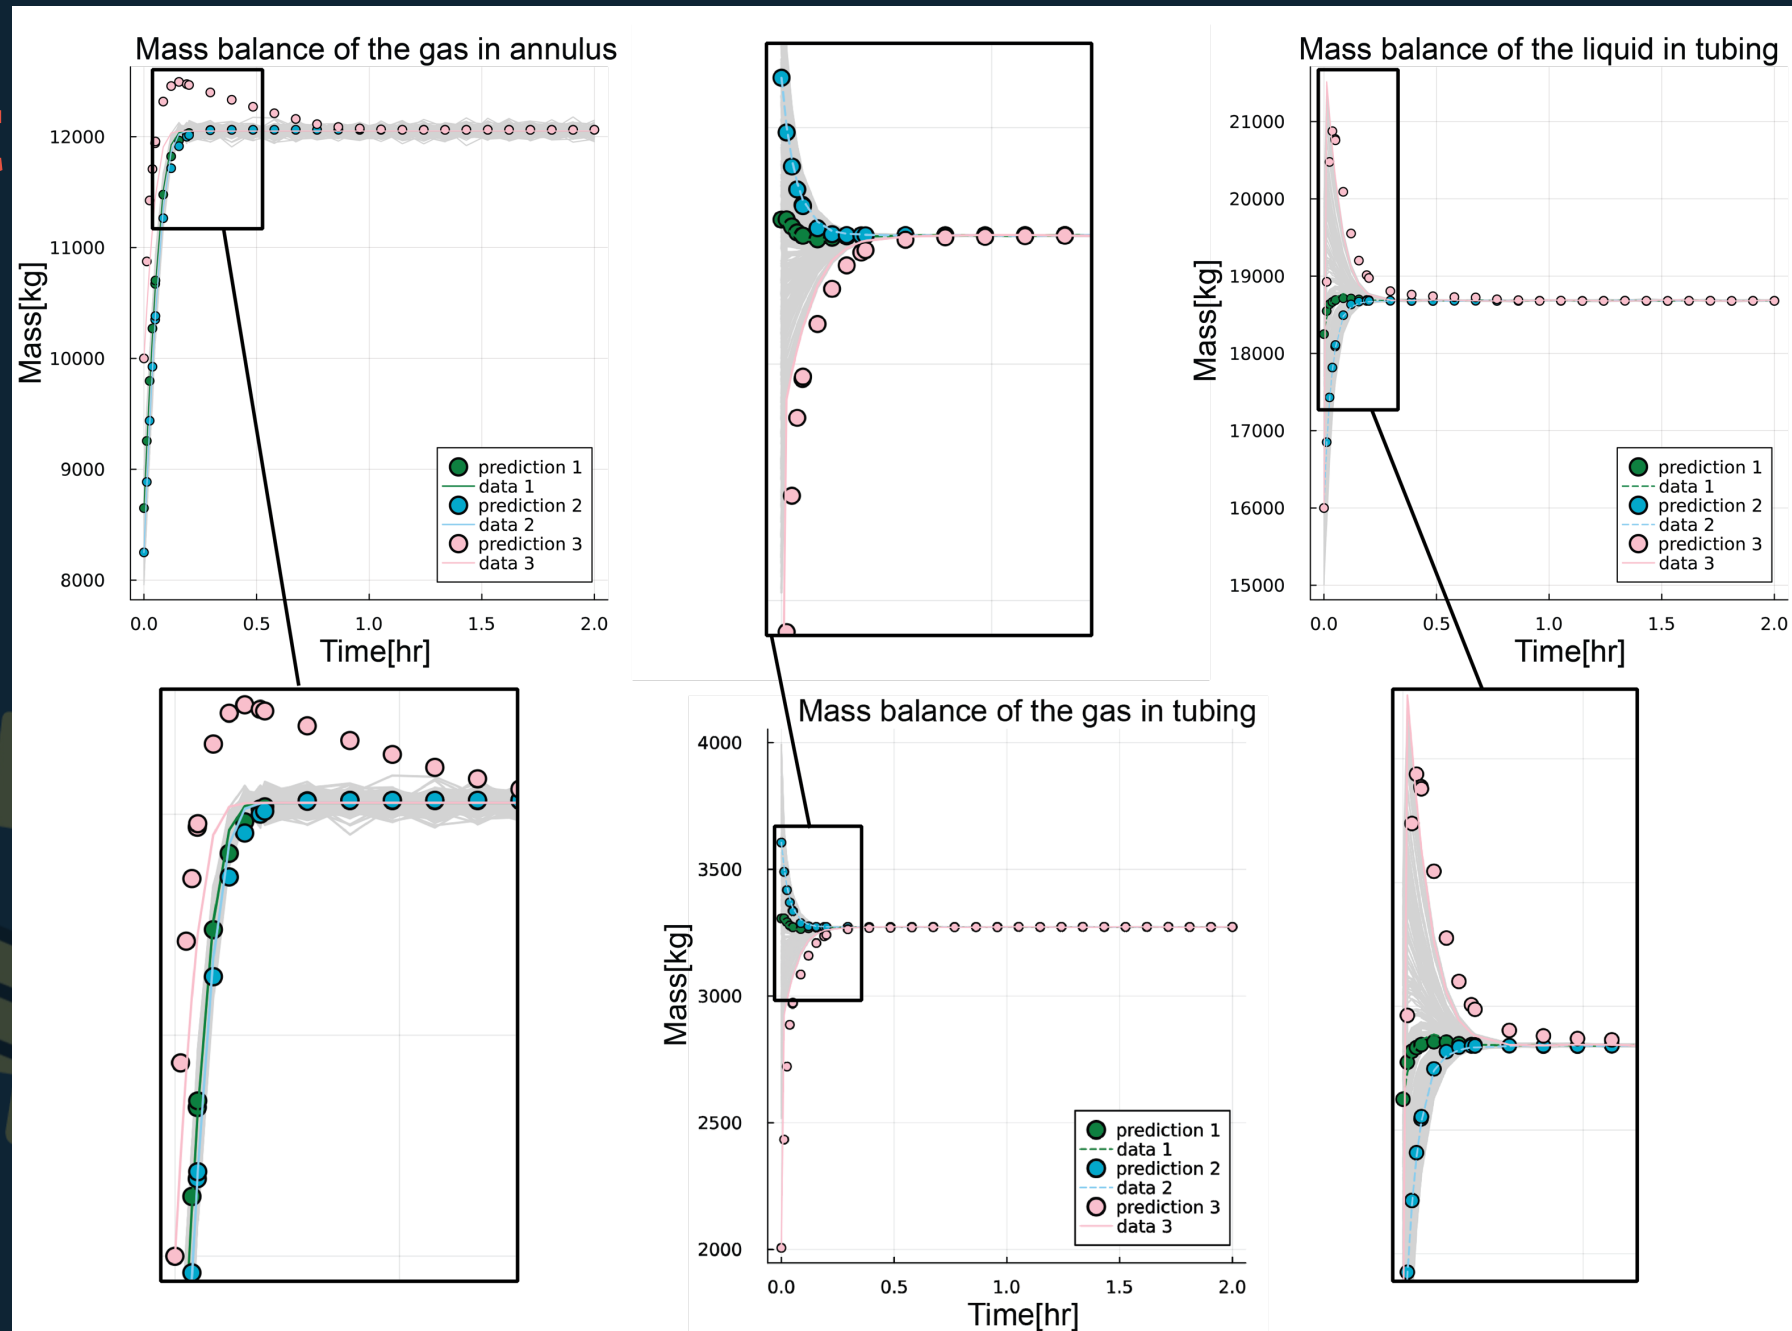 Mass balance of the gas in annulus
12000
11000
10000
9000
8000
Mass[kg]
prediction 1
data 1
prediction 2
data 2
prediction 3
data 3
0.0 0.5 1.0 1.5 2.0
Time[hr]
Mass balance of the liquid in tubing
21000
20000
19000
18000
17000
16000
15000
Mass[kg]
prediction 1
data 1
prediction 2
data 2
prediction 3
data 3
0.0 0.5 1.0 1.5 2.0
Time[hr]
Mass balance of the gas in tubing
4000
3500
3000
2500
2000
Mass[kg]
prediction 1
data 1
prediction 2
data 2
prediction 3
data 3
0.0 0.5 1.0 1.5 2.0
Time[hr]